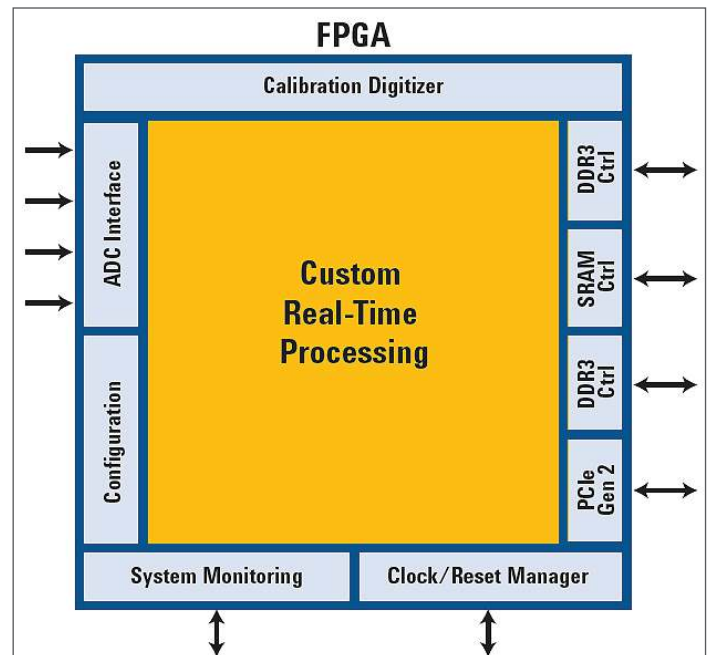 FPGA
Calibration Digitizer
ADC Interface
Configuration
Custom
Real-Time
Processing
DDR3
Ctrl
SRAM
Ctrl
DDR3
Ctrl
PCIe
Gen 2
System Monitoring
Clock/Reset Manager